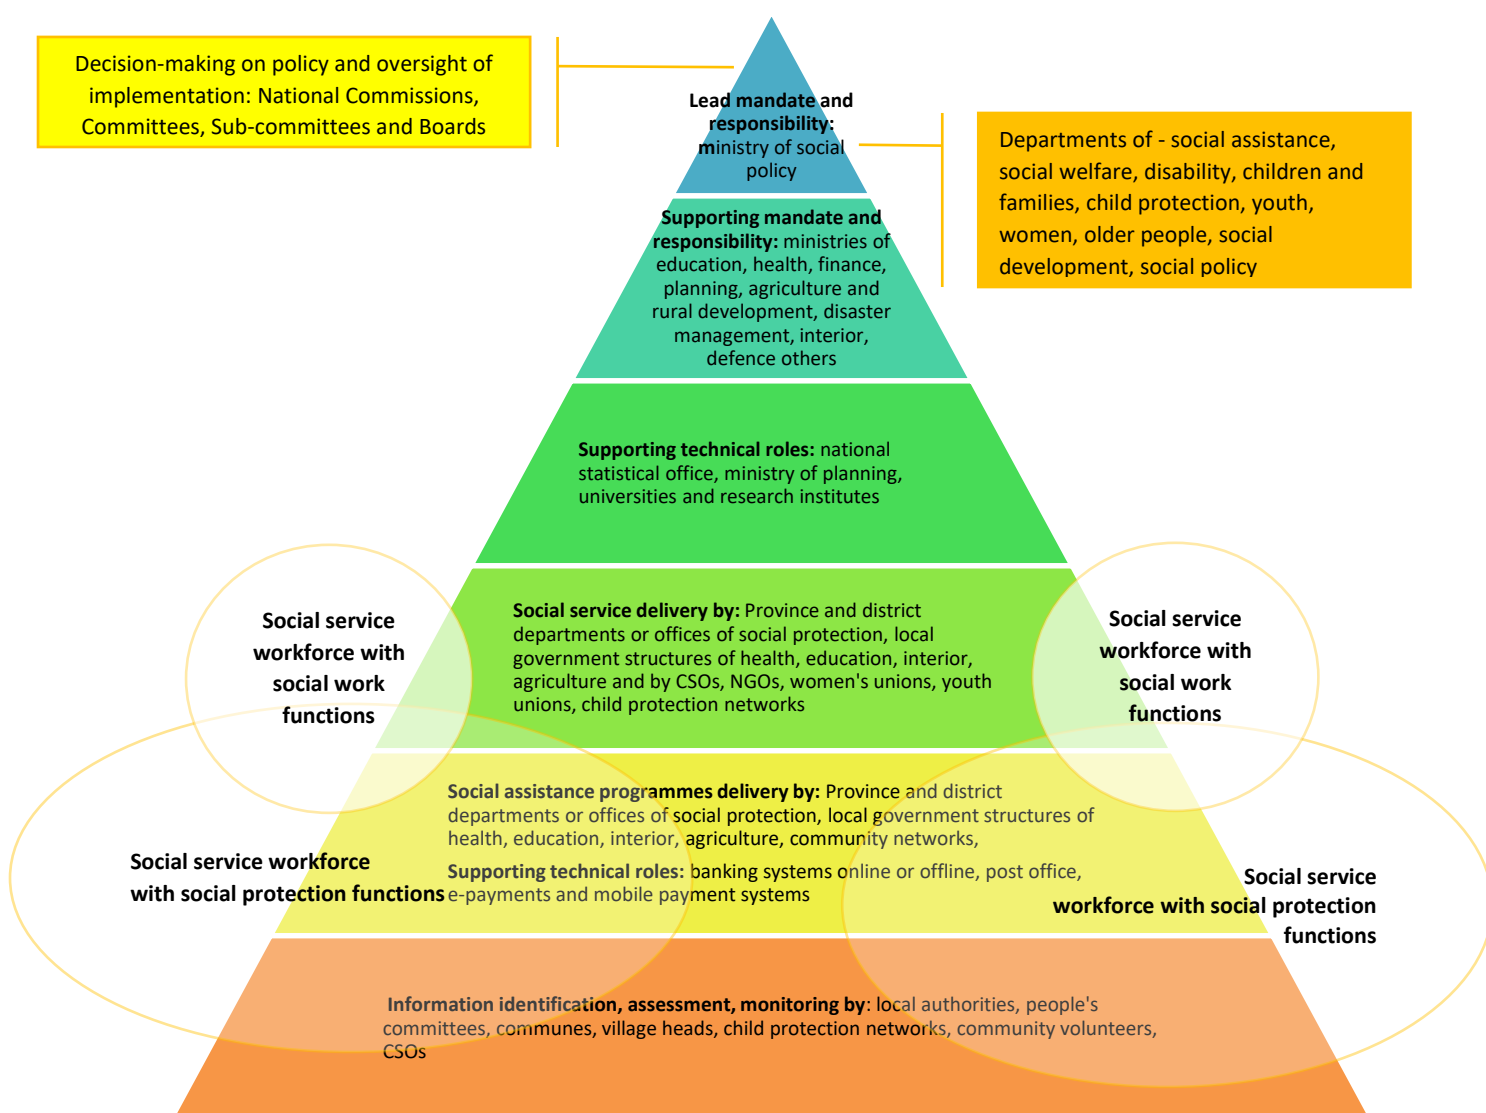 Decision-making on policy and oversight of
implementation: National Commissions,
Committees, Sub-committees and Boards
Lead mandate and
responsibility:
ministry of social
policy
Departments of - social assistance,
social welfare, disability, children and
families, child protection, youth,
women, older people, social
development, social policy
Supporting mandate and
responsibility: ministries of
education, health, finance,
planning, agriculture and
rural development, disaster
management, interior,
defence others
Supporting technical roles: national
statistical office, ministry of planning,
universities and research institutes
Social service
workforce with
social work
functions
Social service delivery by: Province and district
departments or offices of social protection, local
government structures of health, education, interior,
agriculture and by CSOs, NGOs, women's unions, youth
unions, child protection networks
Social service
workforce with
social work
functions
Social service workforce
with social protection functions
Social assistance programmes delivery by: Province and district
departments or offices of social protection, local government structures of
health, education, interior, agriculture, community networks,
Supporting technical roles: banking systems online or offline, post office,
e-payments and mobile payment systems
Social service
workforce with social protection
functions
Information identification, assessment, monitoring by: local authorities, people's
committees, communes, village heads, child protection networks, community volunteers,
CSOs